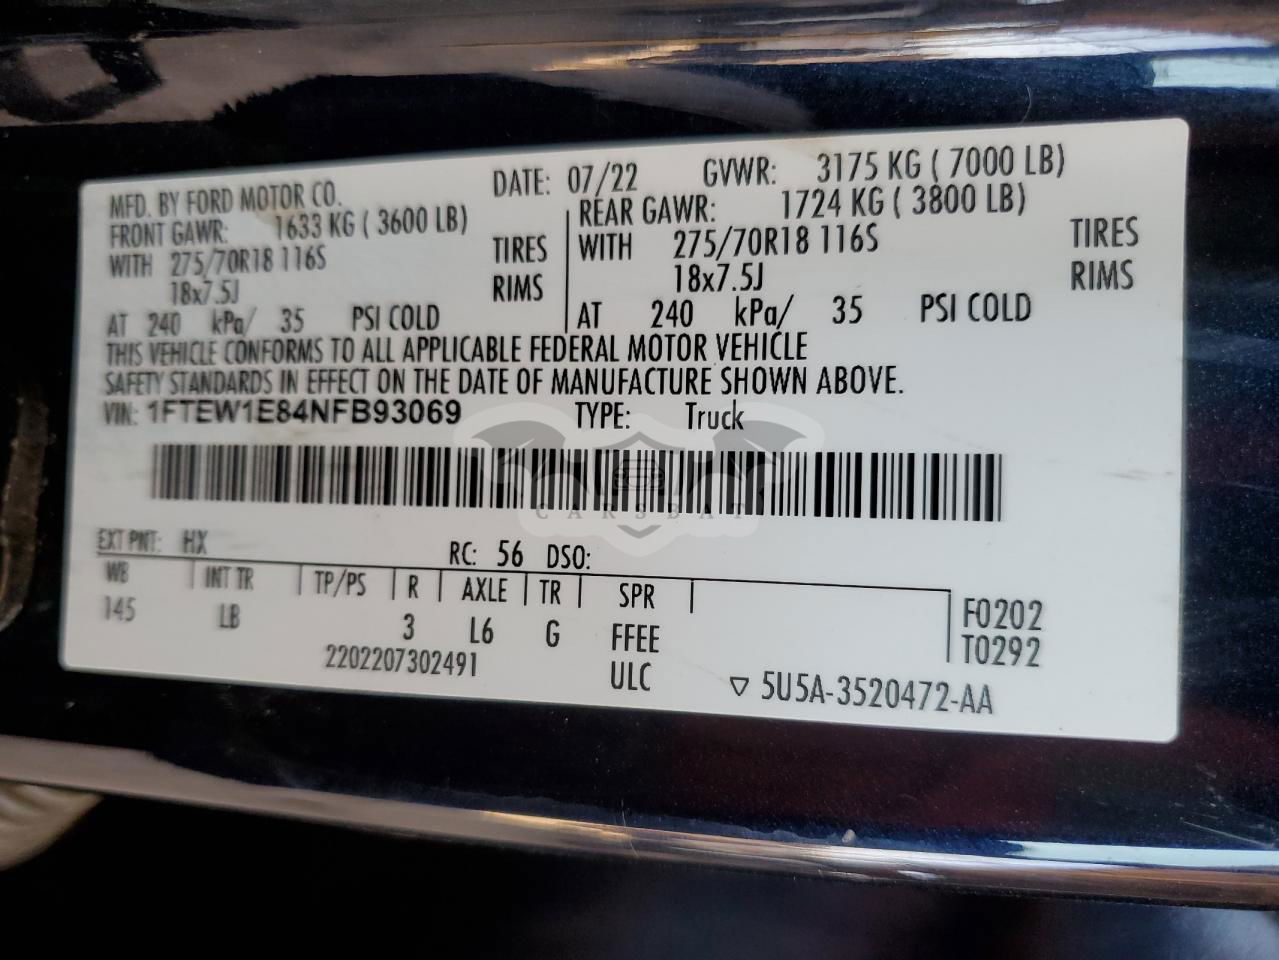 MFD. BY FORD MOTOR CO. DATE: 07/22 GVWR: 3175 KG ( 7000 LB)
FRONT GAWR: 1633 KG ( 3600 LB) REAR GAWR: 1724 KG ( 3800 LB)
WITH 275/70R18 116S TIRES WITH 275/70R18 116S TIRES
18x7.5J RIMS 18x7.5J RIMS
AT 240 kPa/ 35 PSI COLD AT 240 kPa/ 35 PSI COLD
THIS VEHICLE CONFORMS TO ALL APPLICABLE FEDERAL MOTOR VEHICLE
SAFETY STANDARDS IN EFFECT ON THE DATE OF MANUFACTURE SHOWN ABOVE.
VIN: 1FTEW1E84NFB93069 TYPE: Truck
CARSBAT
EXT PNT: HX RC: 56 DSO:
WB INT TR TP/PS R AXLE TR SPR
145 LB 3 L6 G FFEE F0202
2202207302491 ULC T0292
▽ 5U5A-3520472-AA